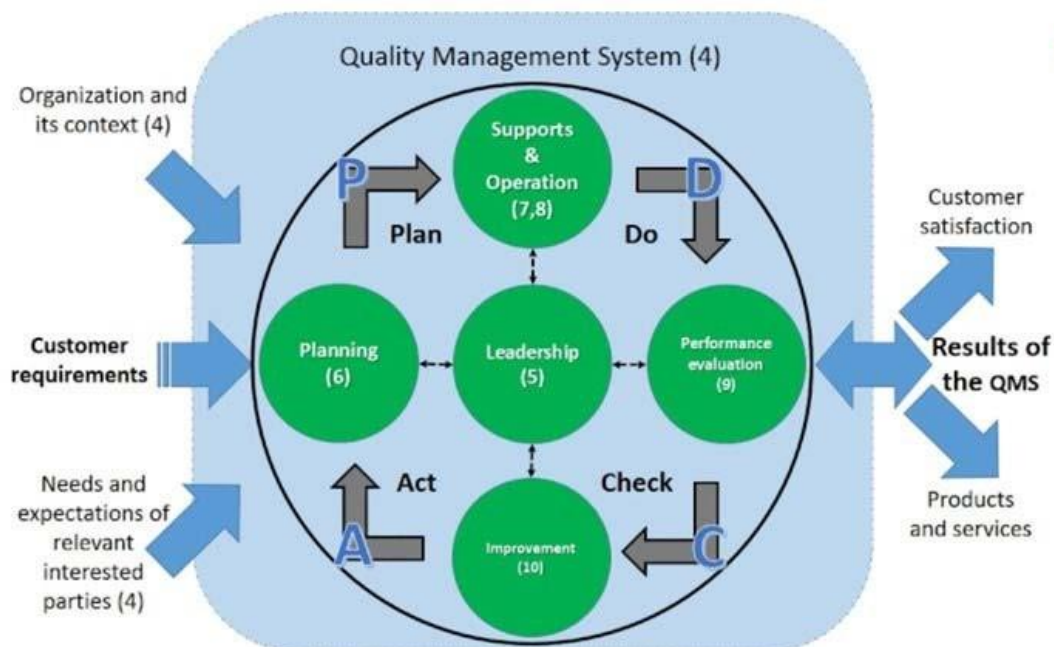 Quality Management System (4)
Organization and
its context (4)
Supports
&
Operation
(7,8)
P
D
Plan
Do
Customer
satisfaction
Customer
requirements
Planning
(6)
Leadership
(5)
Performance
evaluation
(9)
Results of
the QMS
Act
Check
Needs and
expectations of
relevant
interested
parties (4)
A
Improvement
(10)
C
Products
and services